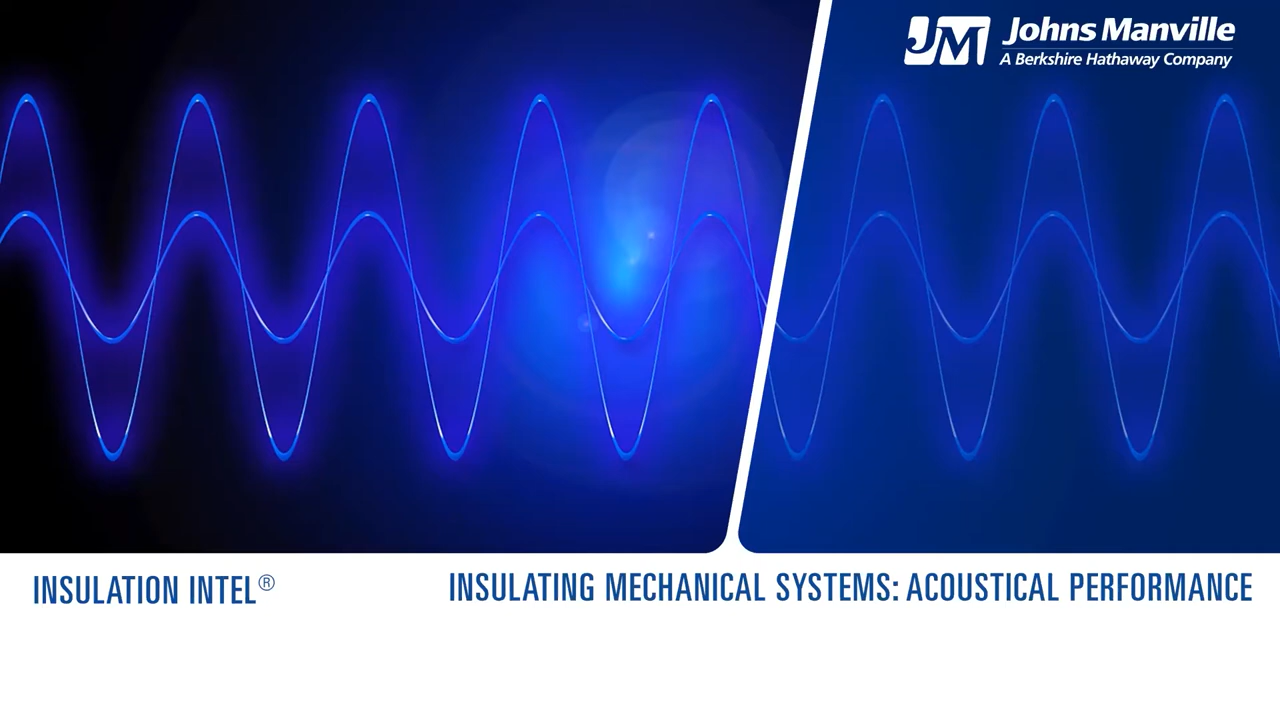 JM Johns Manville
A Berkshire Hathaway Company
INSULATION INTEL®
INSULATING MECHANICAL SYSTEMS: ACOUSTICAL PERFORMANCE